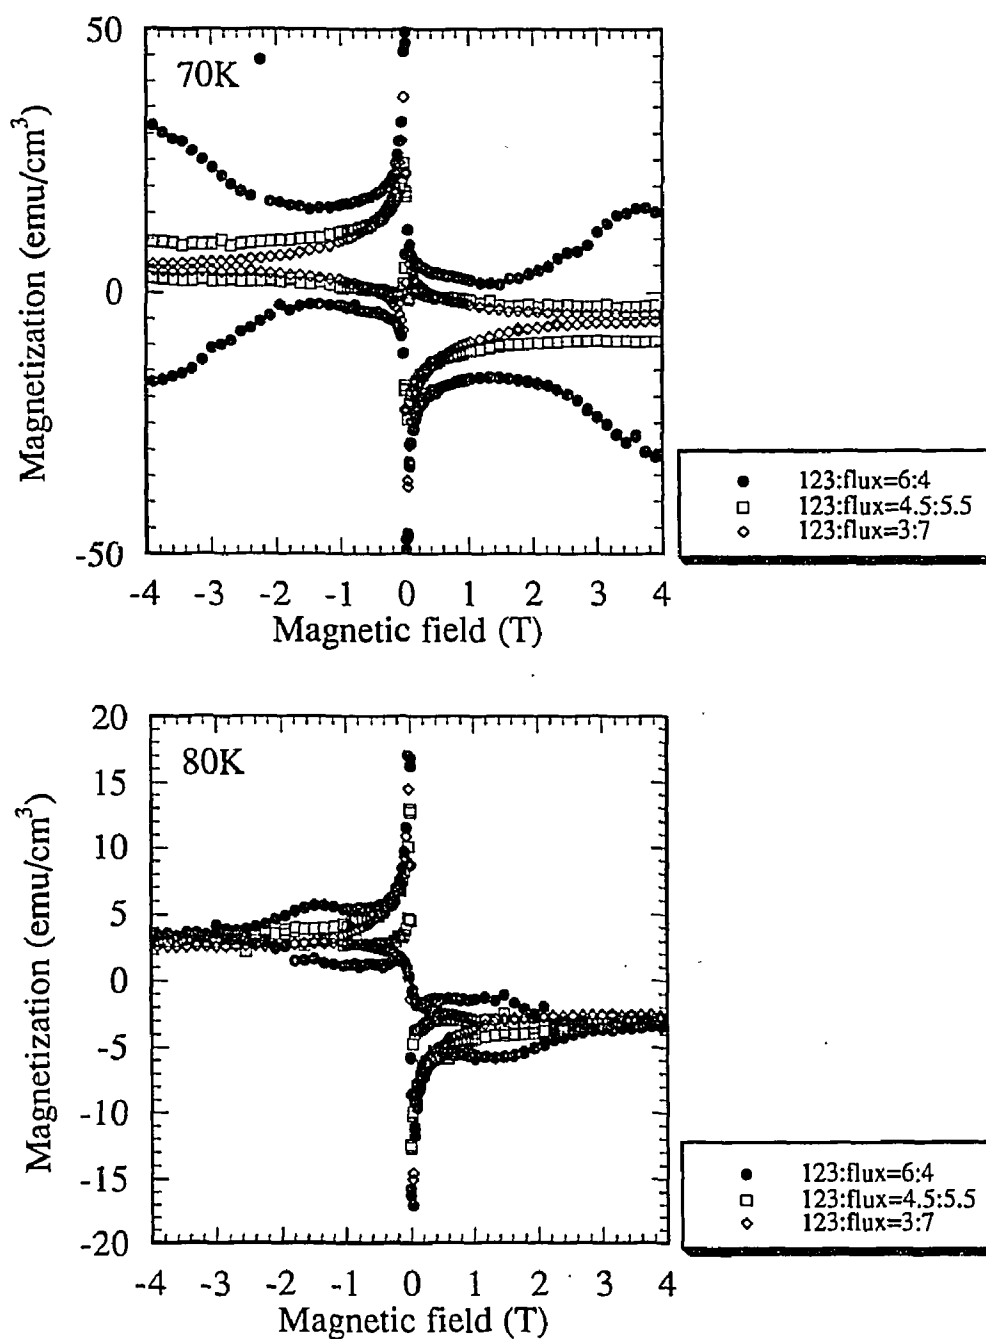 50
70K
0
-50
Magnetization (emu/cm³)
-4 -3 -2 -1 0 1 2 3 4
Magnetic field (T)
123:flux=6:4
123:flux=4.5:5.5
123:flux=3:7
20
80K
15
10
5
0
-5
-10
-15
-20
Magnetization (emu/cm³)
-4 -3 -2 -1 0 1 2 3 4
Magnetic field (T)
123:flux=6:4
123:flux=4.5:5.5
123:flux=3:7